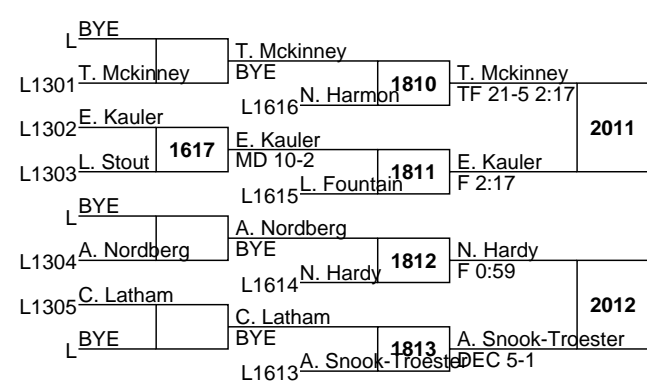 L BYE
L1301 T. Mckinney
T. Mckinney
BYE
L1616 N. Harmon
1810
T. Mckinney
TF 21-5 2:17
L1302 E. Kauler
L1303 L. Stout
1617
E. Kauler
MD 10-2
L1615 L. Fountain
1811
E. Kauler
F 2:17
2011
L BYE
L1304 A. Nordberg
A. Nordberg
BYE
L1614 N. Hardy
1812
N. Hardy
F 0:59
L1305 C. Latham
L BYE
C. Latham
BYE
L1613 A. Snook-Troester
1813
A. Snook-Troester
DEC 5-1
2012